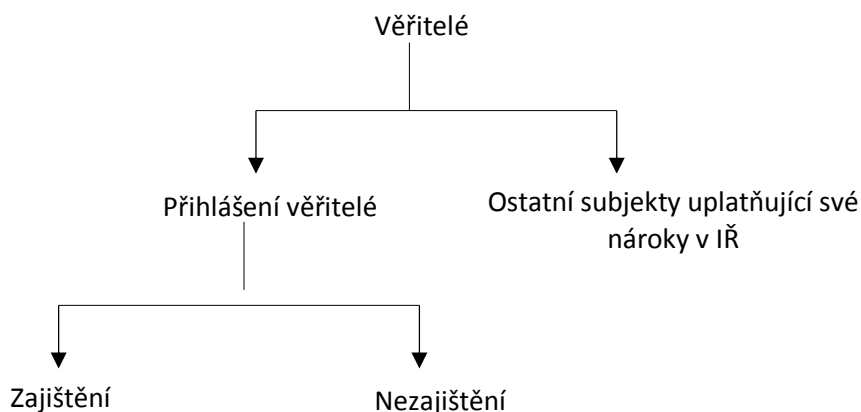 Věřitelé
Přihlášení věřitelé
Ostatní subjekty uplatňující své
nároky v IŘ
Zajištění
Nezajištění